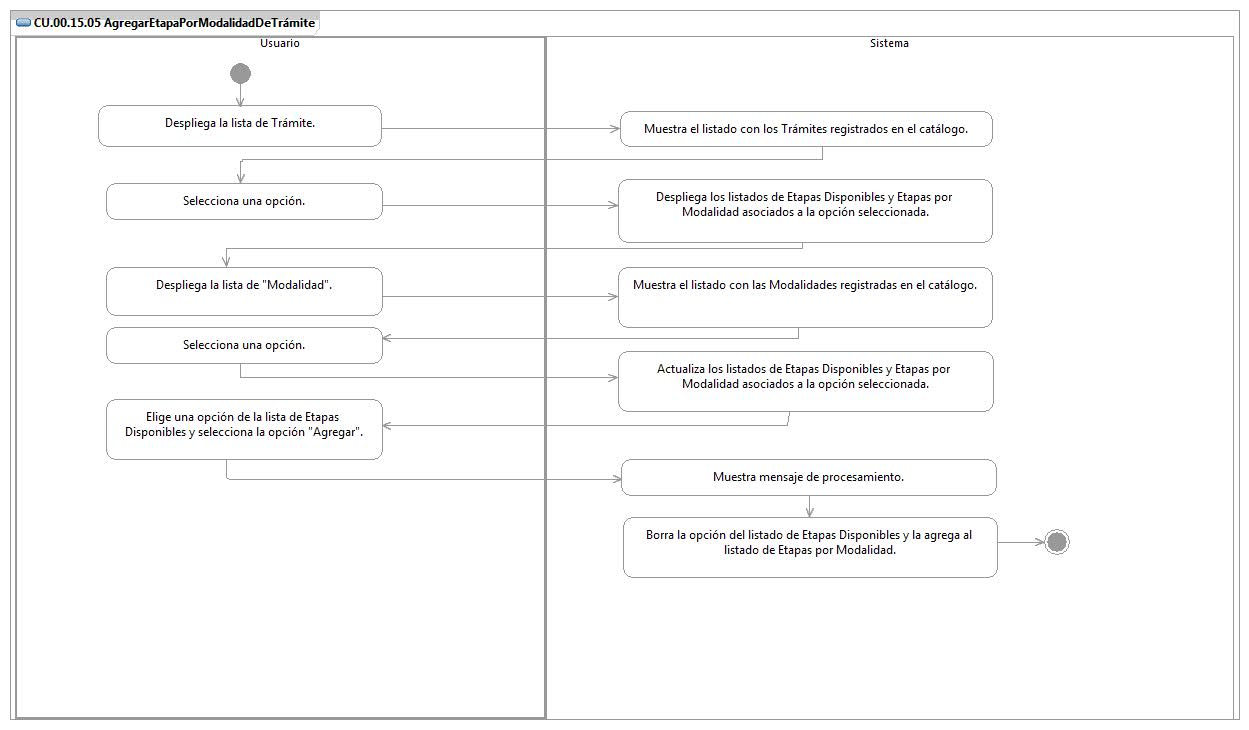 CU.00.15.05 AgregarEtapaPorModalidadDeTrámite
Usuario
Sistema
Despliega la lista de Trámite.
Muestra el listado con los Trámites registrados en el catálogo.
Selecciona una opción.
Despliega los listados de Etapas Disponibles y Etapas por
Modalidad asociados a la opción seleccionada.
Despliega la lista de "Modalidad".
Muestra el listado con las Modalidades registradas en el catálogo.
Selecciona una opción.
Actualiza los listados de Etapas Disponibles y Etapas por
Modalidad asociados a la opción seleccionada.
Elige una opción de la lista de Etapas
Disponibles y selecciona la opción "Agregar".
Muestra mensaje de procesamiento.
Borra la opción del listado de Etapas Disponibles y la agrega al
listado de Etapas por Modalidad.